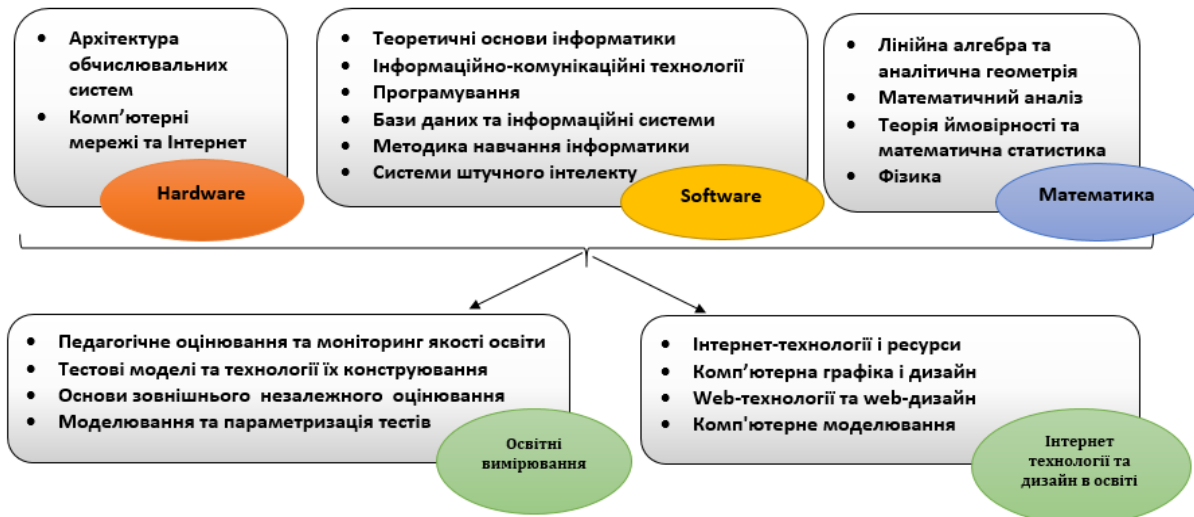 • Архітектура
обчислювальних
систем
• Комп’ютерні
мережі та Інтернет
Hardware
• Теоретичні основи інформатики
• Інформаційно-комунікаційні технології
• Програмування
• Бази даних та інформаційні системи
• Методика навчання інформатики
• Системи штучного інтелекту
Software
• Лінійна алгебра та
аналітична геометрія
• Математичний аналіз
• Теорія ймовірності та
математична статистика
• Фізика
Математика
• Педагогічне оцінювання та моніторинг якості освіти
• Тестові моделі та технології їх конструювання
• Основи зовнішнього незалежного оцінювання
• Моделювання та параметризація тестів
Освітні
вимірювання
• Інтернет-технології і ресурси
• Комп’ютерна графіка і дизайн
• Web-технології та web-дизайн
• Комп'ютерне моделювання
Інтернет
технології та
дизайн в освіті